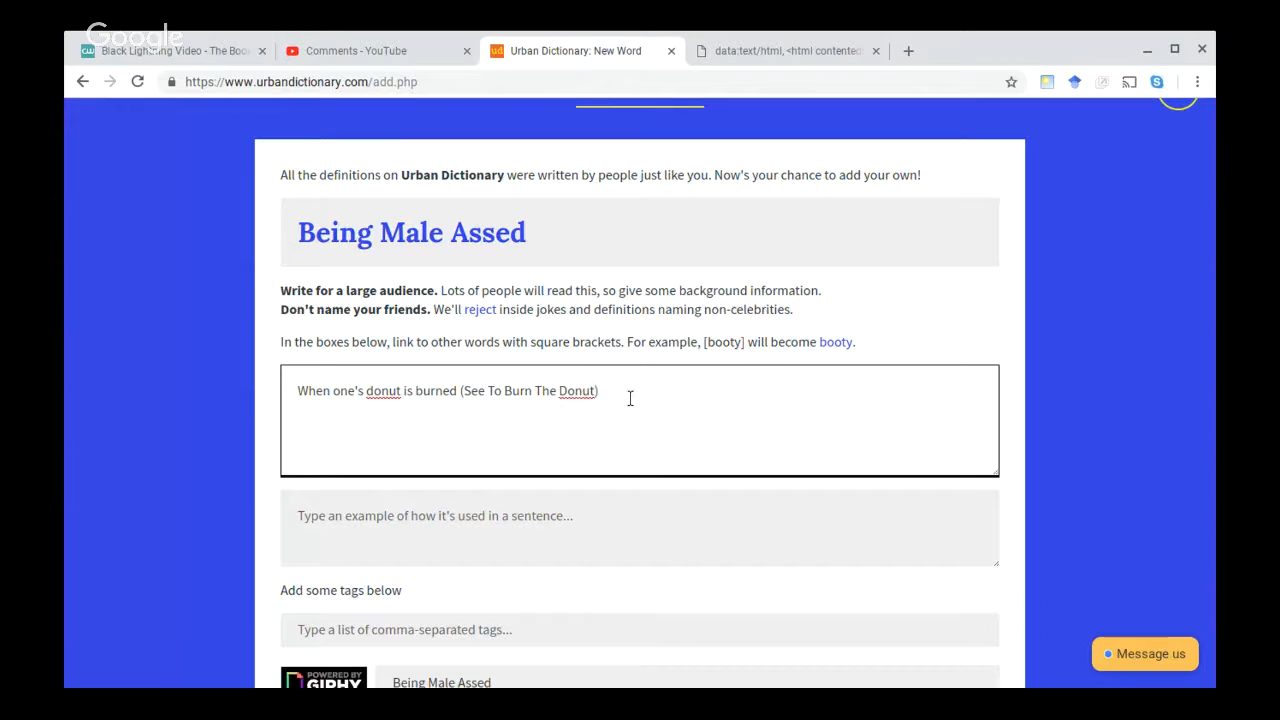 Google
Black Lightning Video - The Boo
Comments - YouTube
Urban Dictionary: New Word
data:text/html, <html contented
https://www.urbandictionary.com/add.php
All the definitions on Urban Dictionary were written by people just like you. Now's your chance to add your own!
Being Male Assed
Write for a large audience. Lots of people will read this, so give some background information.
Don't name your friends. We'll reject inside jokes and definitions naming non-celebrities.
In the boxes below, link to other words with square brackets. For example, [booty] will become booty.
When one's donut is burned (See To Burn The Donut)
Type an example of how it's used in a sentence...
Add some tags below
Type a list of comma-separated tags...
Message us
POWERED BY
GIPHY
Being Male Assed